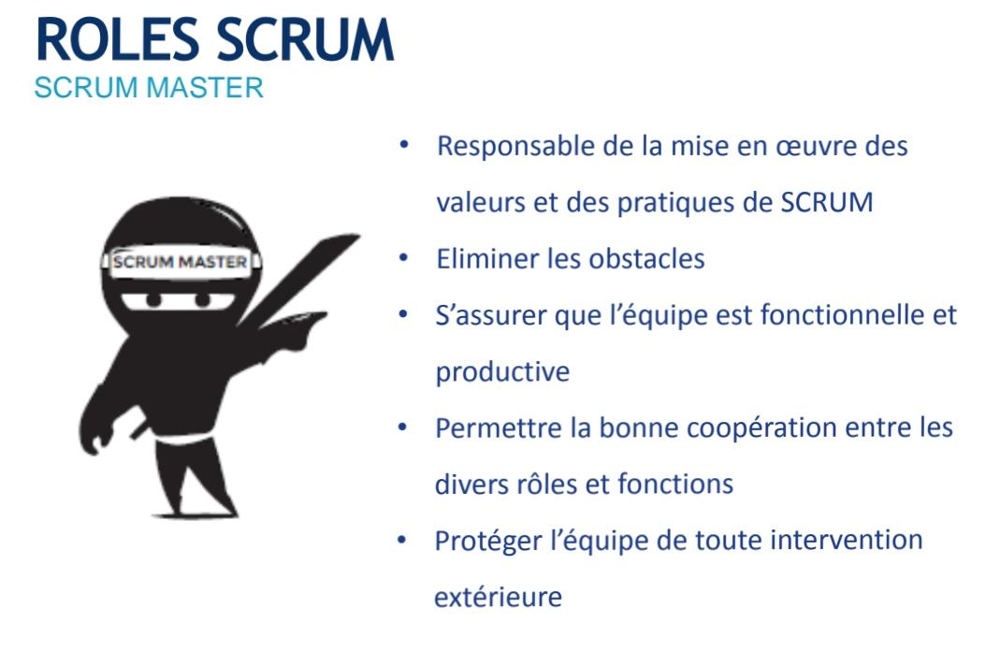 ROLES SCRUM
SCRUM MASTER
SCRUM MASTER
• Responsable de la mise en œuvre des
valeurs et des pratiques de SCRUM
• Eliminer les obstacles
• S’assurer que l’équipe est fonctionnelle et
productive
• Permettre la bonne coopération entre les
divers rôles et fonctions
• Protéger l’équipe de toute intervention
extérieure